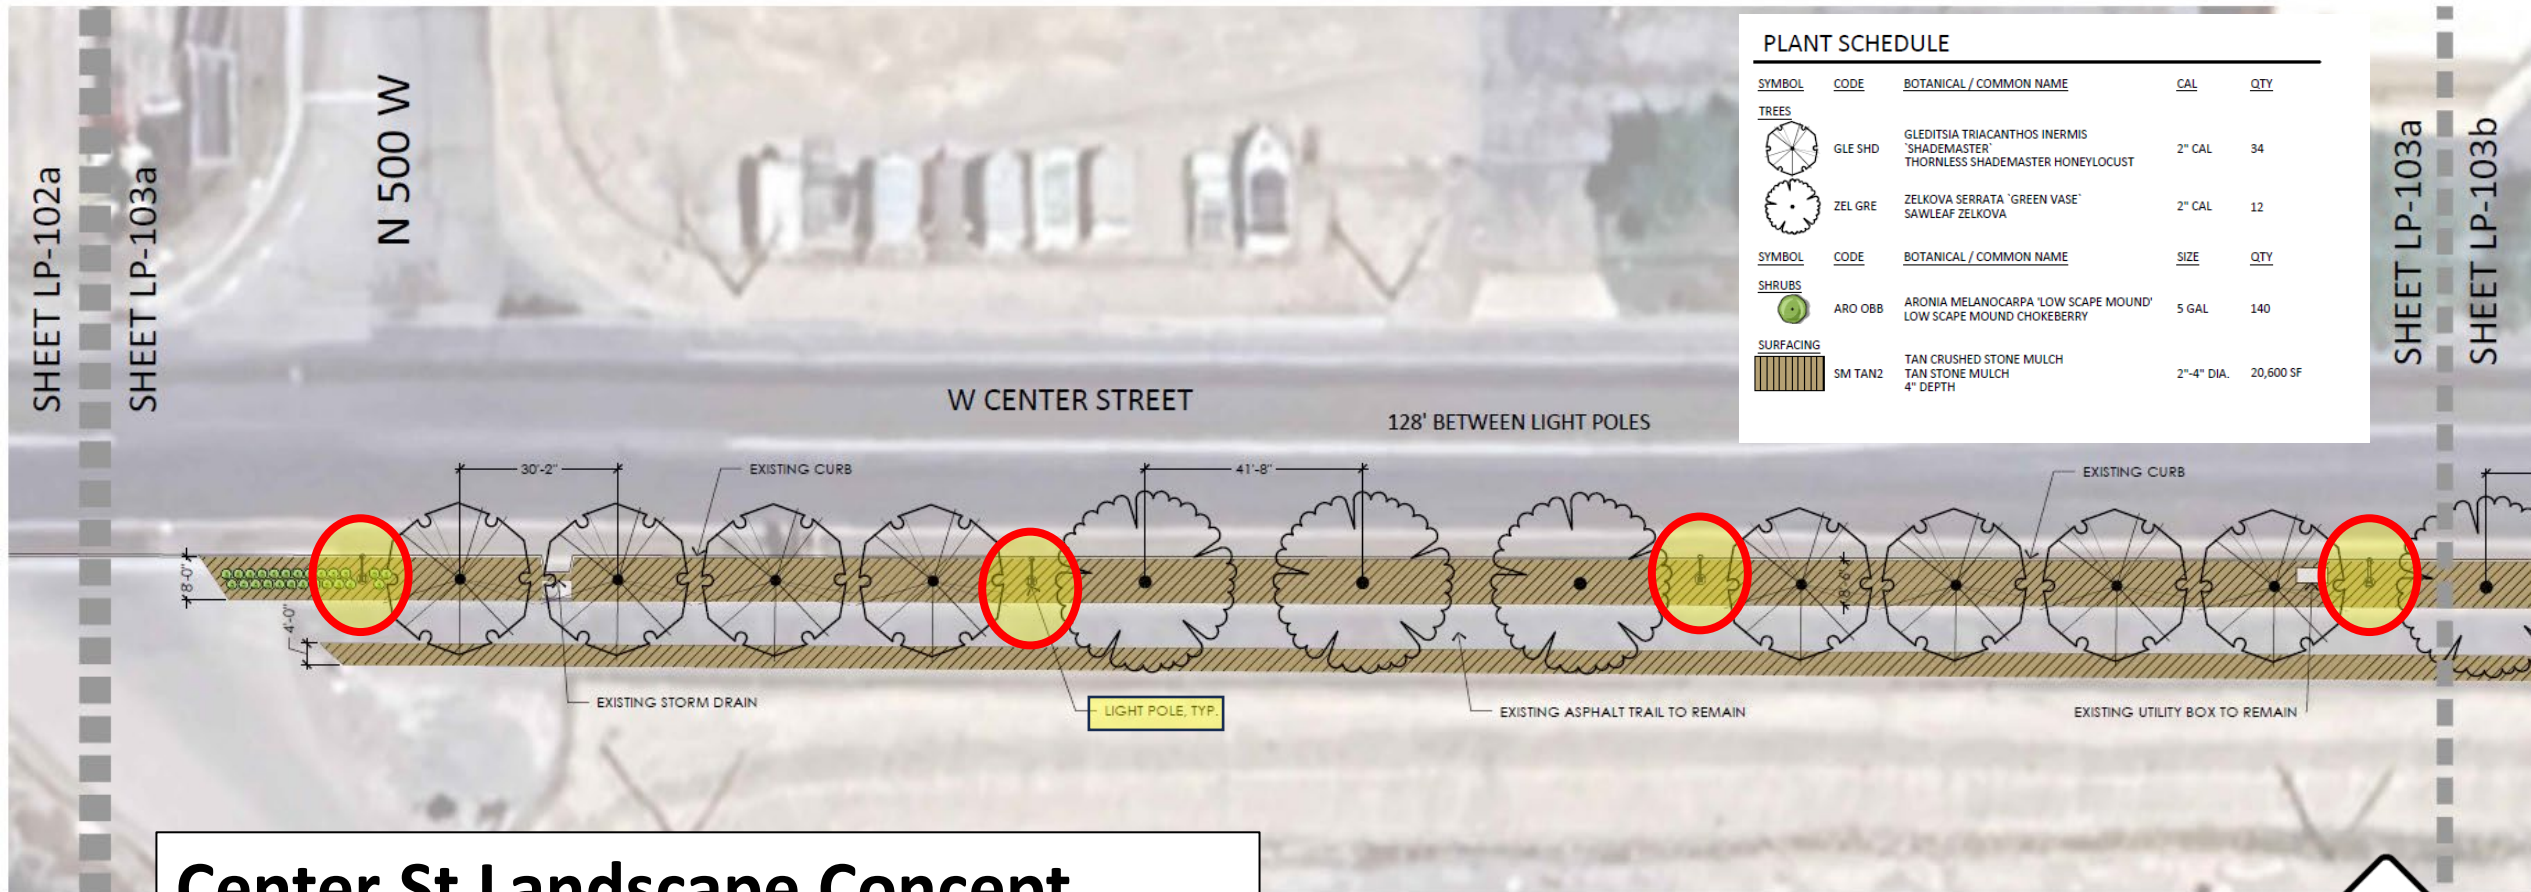 SHEET LP-102a
SHEET LP-103a
N 500 W
PLANT SCHEDULE
SYMBOL CODE BOTANICAL / COMMON NAME CAL QTY
TREES
GLE SHD GLEDITSIA TRIACANTHOS INERMIS
`SHADEMASTER`
THORNLESS SHADEMASTER HONEYLOCUST 2" CAL 34
ZEL GRE ZELKOVA SERRATA `GREEN VASE`
SAWLEAF ZELKOVA 2" CAL 12
SYMBOL CODE BOTANICAL / COMMON NAME SIZE QTY
SHRUBS
ARO OBB ARONIA MELANOCARPA 'LOW SCAPE MOUND'
LOW SCAPE MOUND CHOKEBERRY 5 GAL 140
SURFACING
SM TAN2 TAN CRUSHED STONE MULCH
TAN STONE MULCH
4" DEPTH 2"-4" DIA. 20,600 SF
SHEET LP-103a
SHEET LP-103b
W CENTER STREET
128' BETWEEN LIGHT POLES
30'-2"
EXISTING CURB
41'-8"
EXISTING CURB
8'-0"
8'-6"
4'-0"
EXISTING STORM DRAIN
LIGHT POLE, TYP.
EXISTING ASPHALT TRAIL TO REMAIN
EXISTING UTILITY BOX TO REMAIN
Center St Landscape Concept